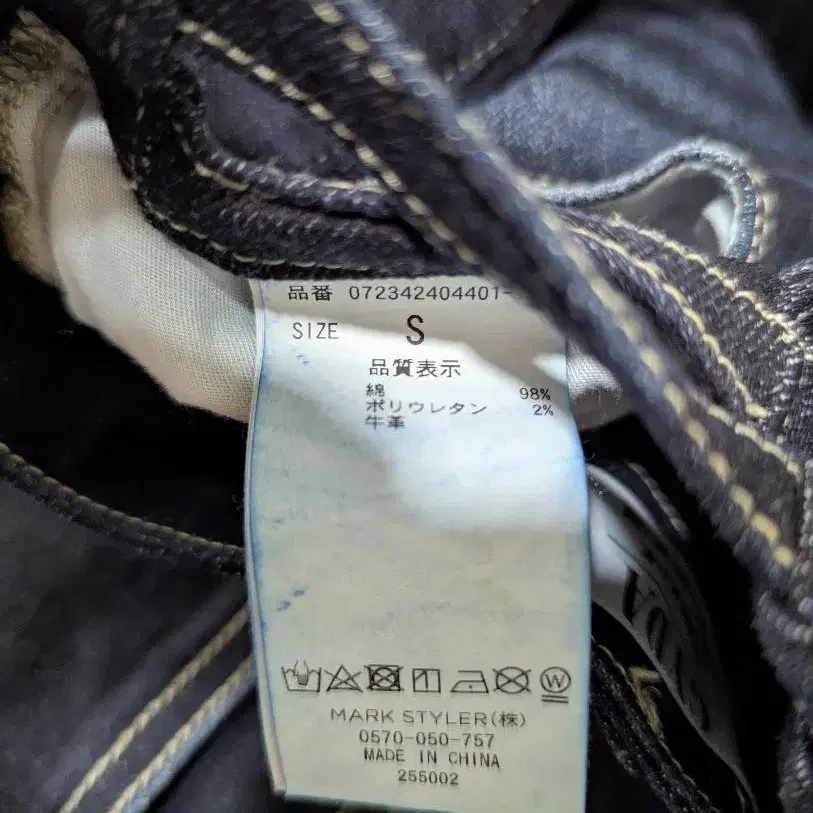 品番 072342404401-
SIZE S
品質表示
綿 98%
ポリウレタン 2%
牛革
W
MARK STYLER(株)
0570-050-757
MADE IN CHINA
255002